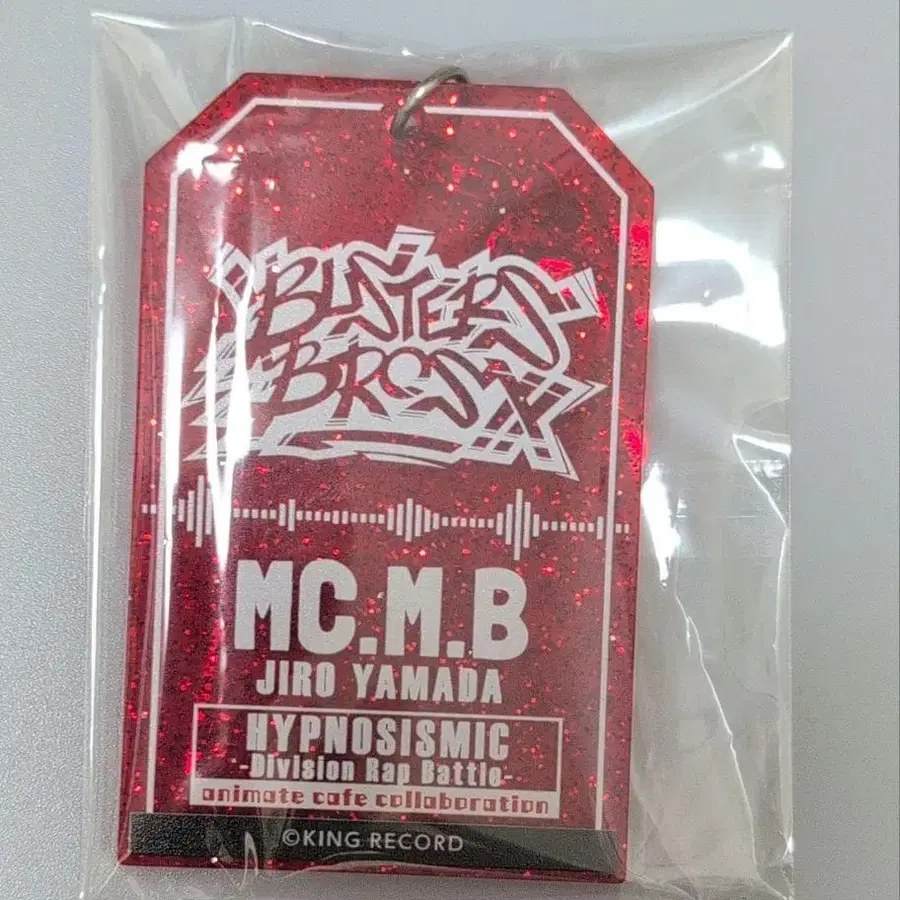 BUSTERS
BROS
MC.M.B
JIRO YAMADA
HYPNOSISMIC
-Division Rap Battle-
animate cafe collaboration
©KING RECORD